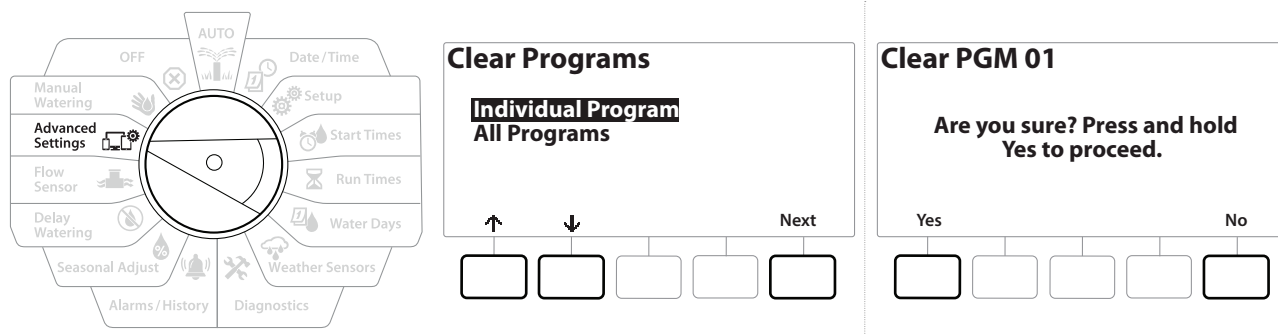 AUTO
OFF
Date/Time
Manual
Watering
Setup
Advanced
Settings
Start Times
Flow
Sensor
Run Times
Delay
Watering
Water Days
Seasonal Adjust
Weather Sensors
Alarms/History
Diagnostics
Clear Programs
Individual Program
All Programs
Next
Clear PGM 01
Are you sure? Press and hold
Yes to proceed.
Yes
No